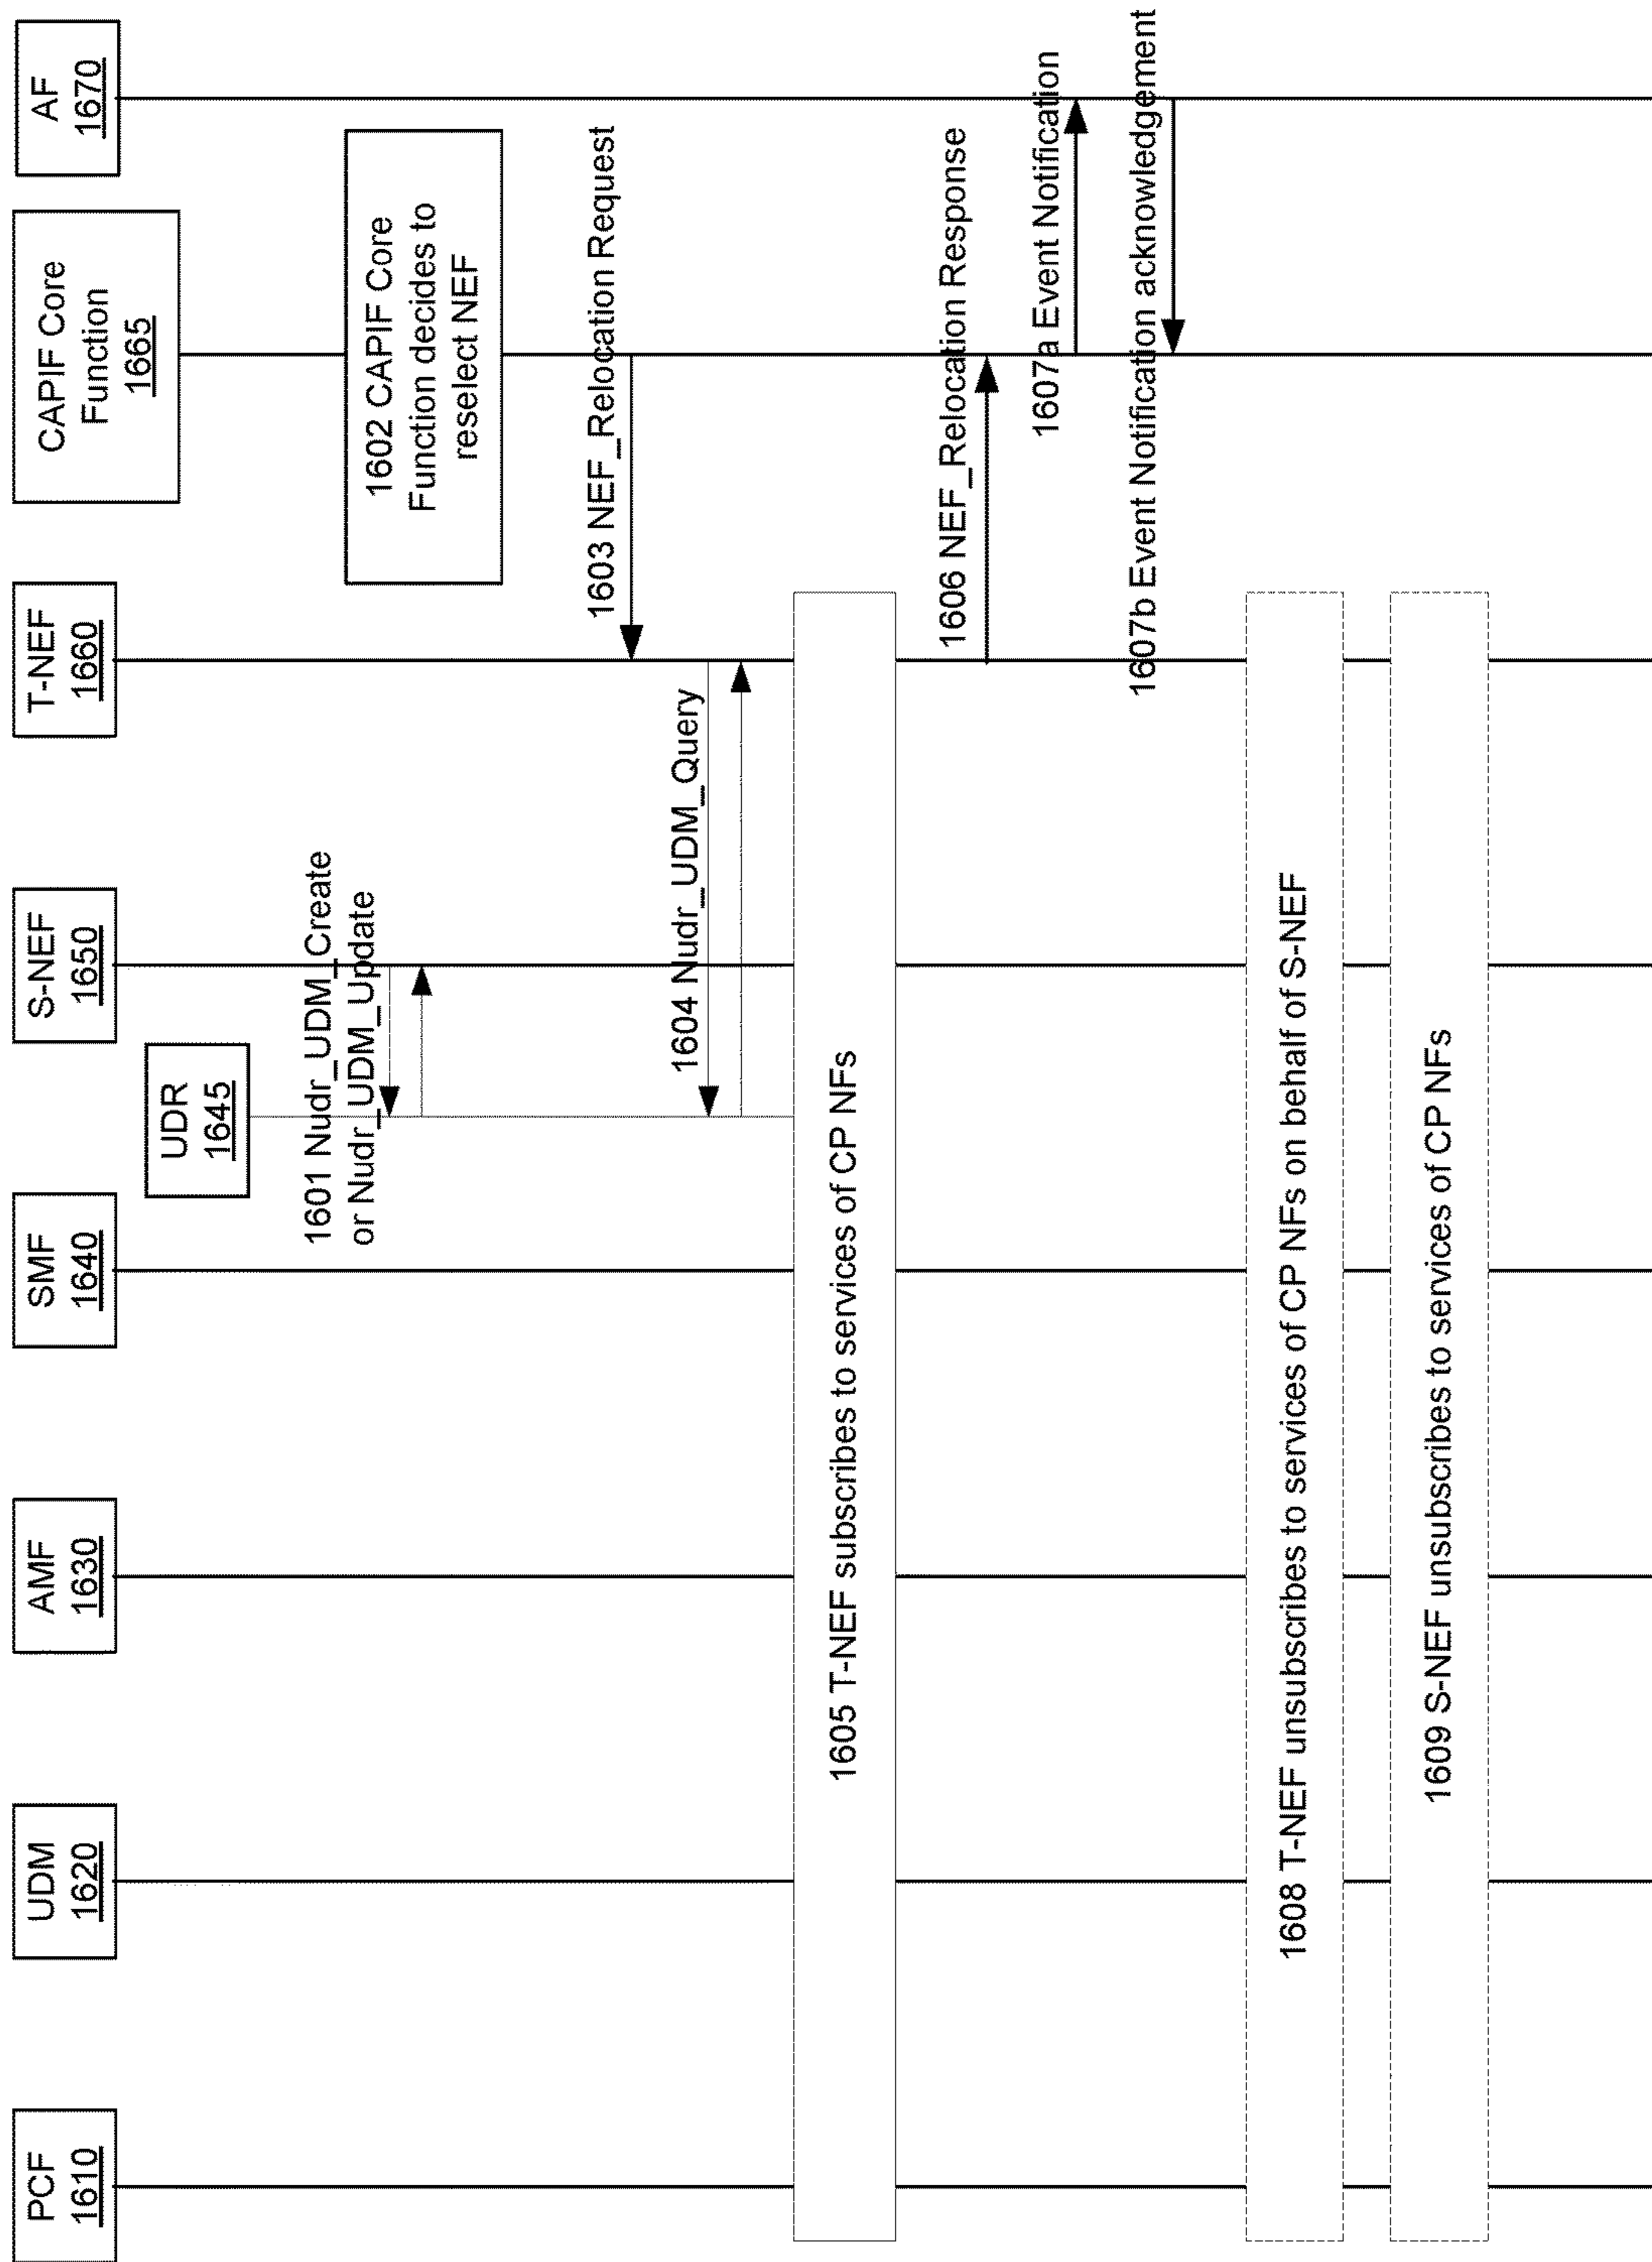 PCF
1610
UDM
1620
AMF
1630
SMF
1640
UDR
1645
S-NEF
1650
T-NEF
1660
CAPIF Core
Function
1665
AF
1670
1601 Nudr_UDM_Create
or Nudr_UDM_Update
1602 CAPIF Core
Function decides to
reselect NEF
1603 NEF_Relocation Request
1604 Nudr_UDM_Query
1605 T-NEF subscribes to services of CP NFs
1606 NEF_Relocation Response
1607a Event Notification
1607b Event Notification acknowledgement
1608 T-NEF unsubscribes to services of CP NFs on behalf of S-NEF
1609 S-NEF unsubscribes to services of CP NFs